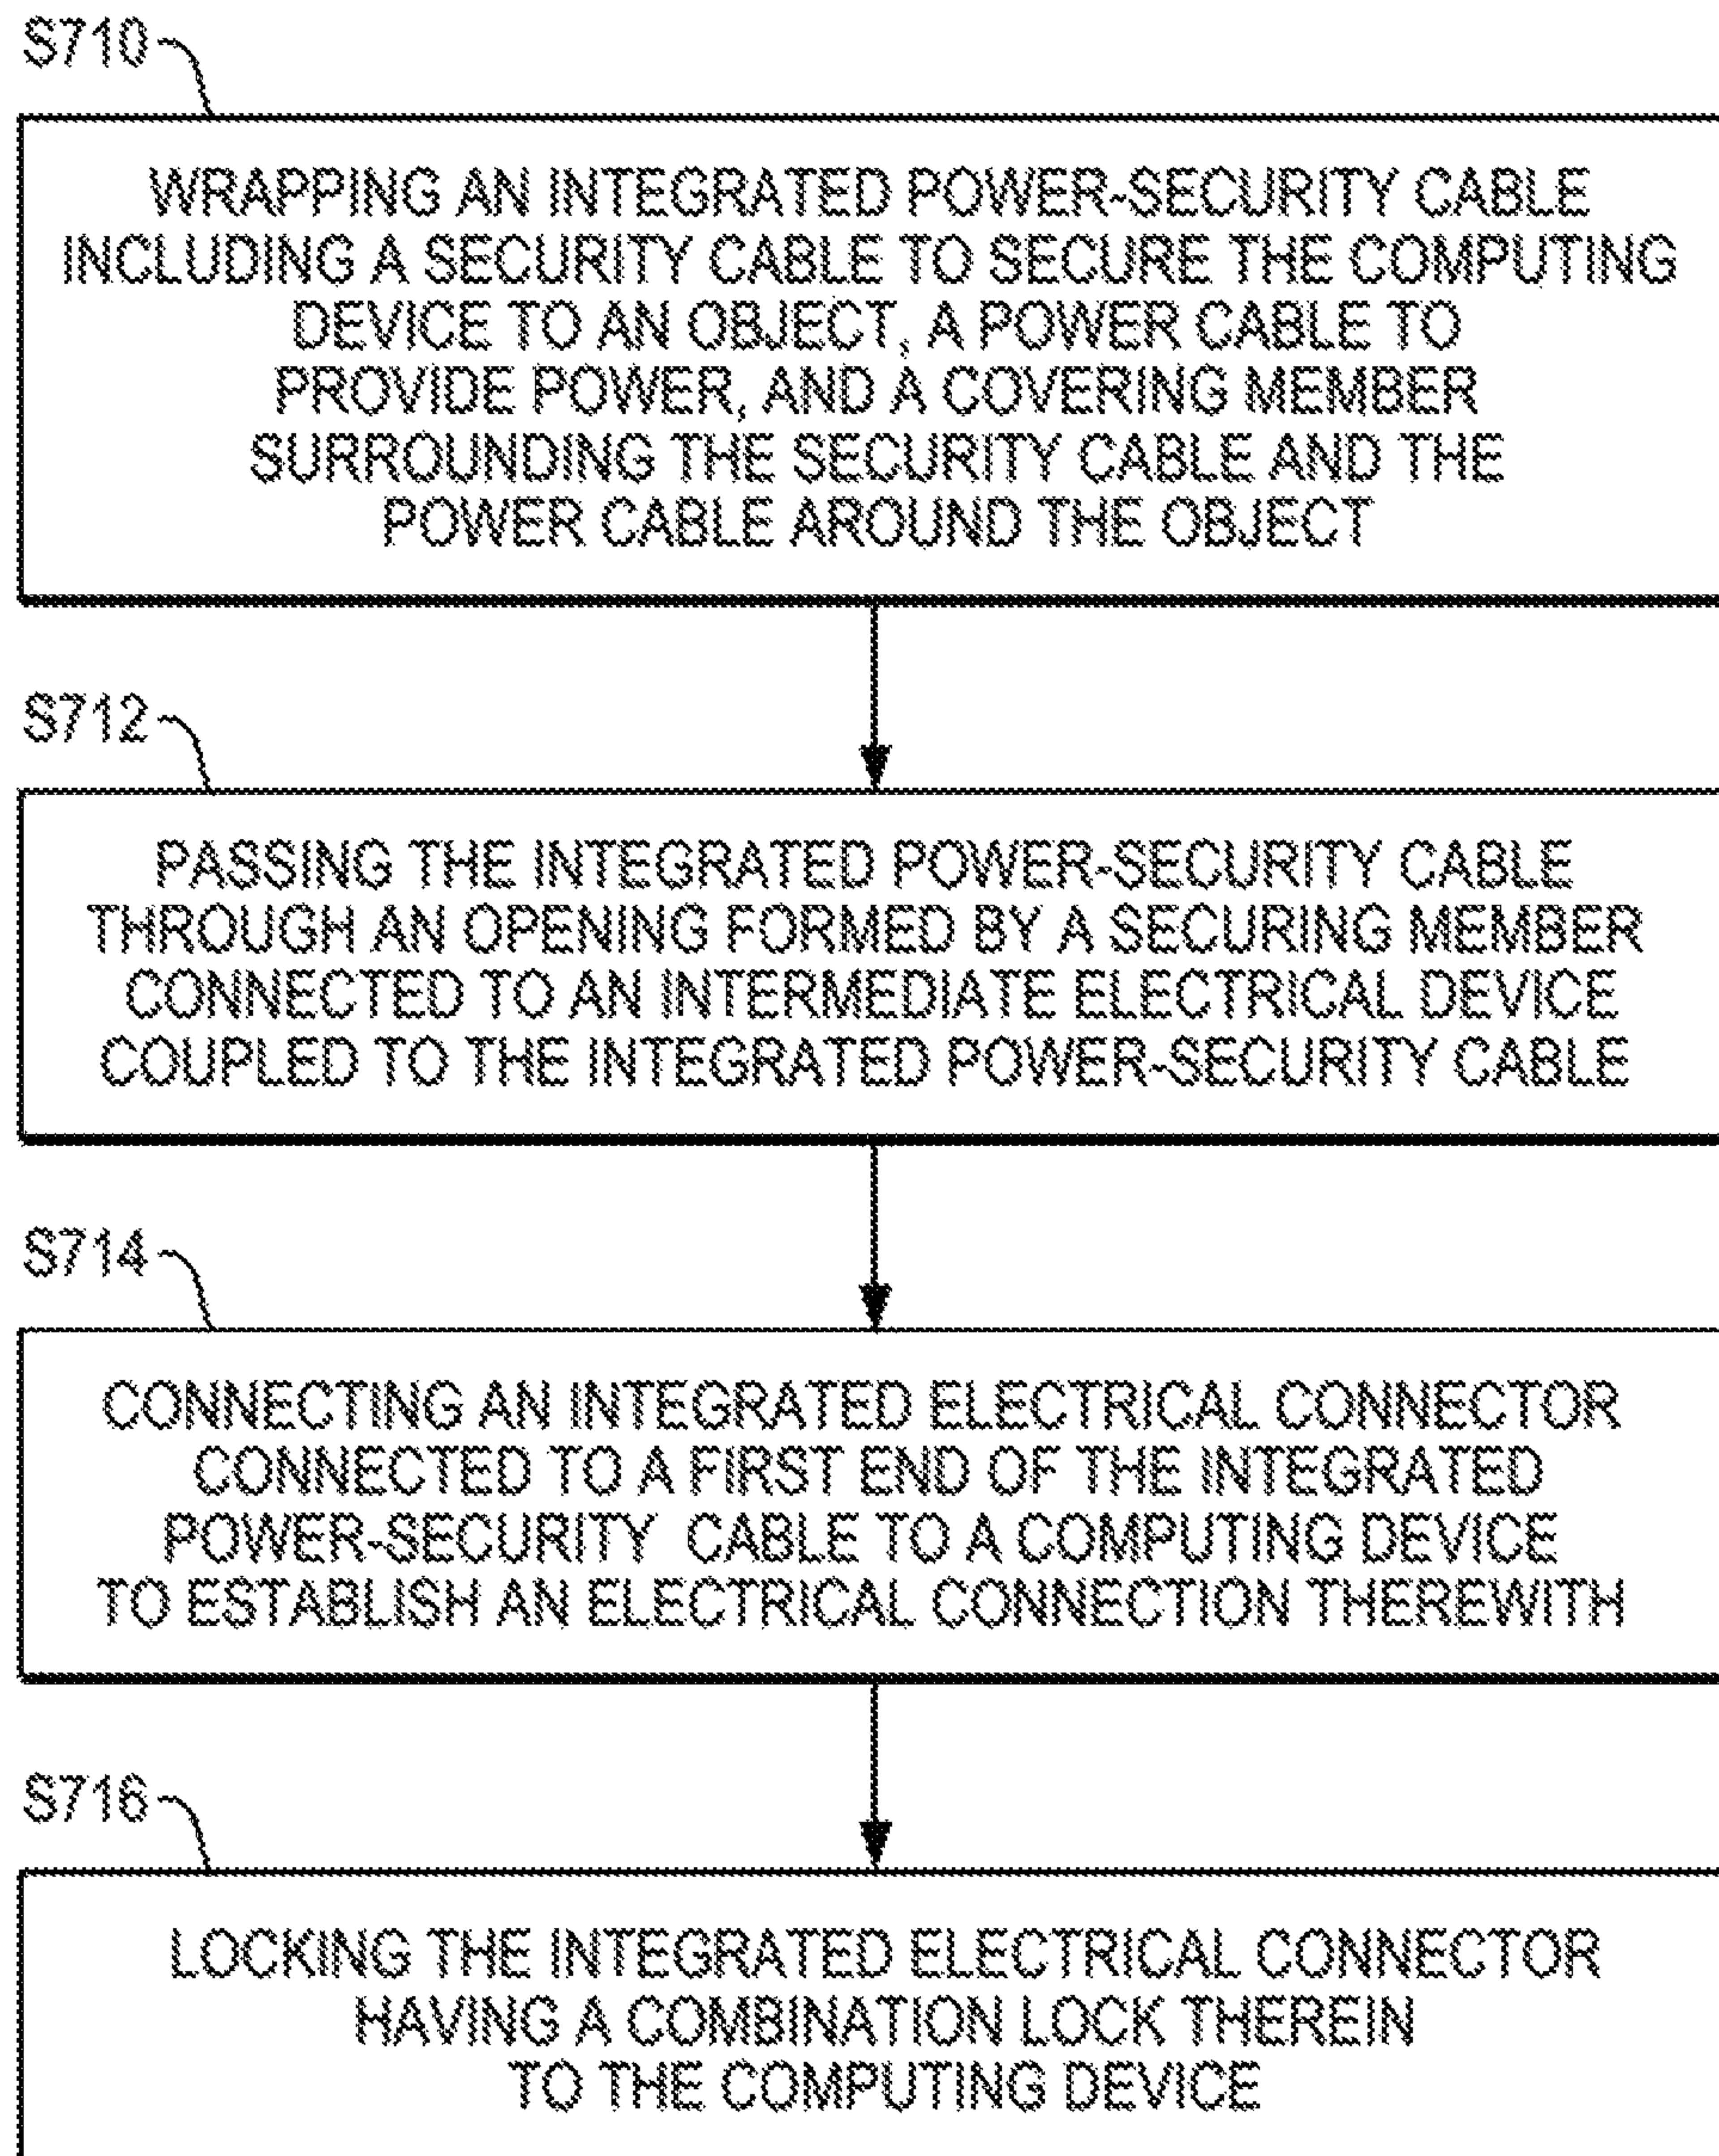 S710
WRAPPING AN INTEGRATED POWER-SECURITY CABLE
INCLUDING A SECURITY CABLE TO SECURE THE COMPUTING
DEVICE TO AN OBJECT, A POWER CABLE TO
PROVIDE POWER, AND A COVERING MEMBER
SURROUNDING THE SECURITY CABLE AND THE
POWER CABLE AROUND THE OBJECT
S712
PASSING THE INTEGRATED POWER-SECURITY CABLE
THROUGH AN OPENING FORMED BY A SECURING MEMBER
CONNECTED TO AN INTERMEDIATE ELECTRICAL DEVICE
COUPLED TO THE INTEGRATED POWER-SECURITY CABLE
S714
CONNECTING AN INTEGRATED ELECTRICAL CONNECTOR
CONNECTED TO A FIRST END OF THE INTEGRATED
POWER-SECURITY CABLE TO A COMPUTING DEVICE
TO ESTABLISH AN ELECTRICAL CONNECTION THEREWITH
S716
LOCKING THE INTEGRATED ELECTRICAL CONNECTOR
HAVING A COMBINATION LOCK THEREIN
TO THE COMPUTING DEVICE